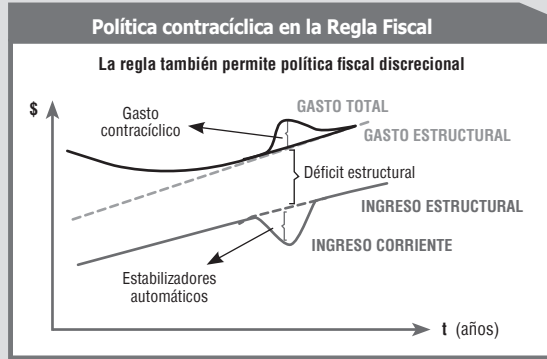 Política contracíclica en la Regla Fiscal
La regla también permite política fiscal discrecional
$
Gasto
contracíclico
GASTO TOTAL
GASTO ESTRUCTURAL
Déficit estructural
INGRESO ESTRUCTURAL
INGRESO CORRIENTE
Estabilizadores
automáticos
t (años)